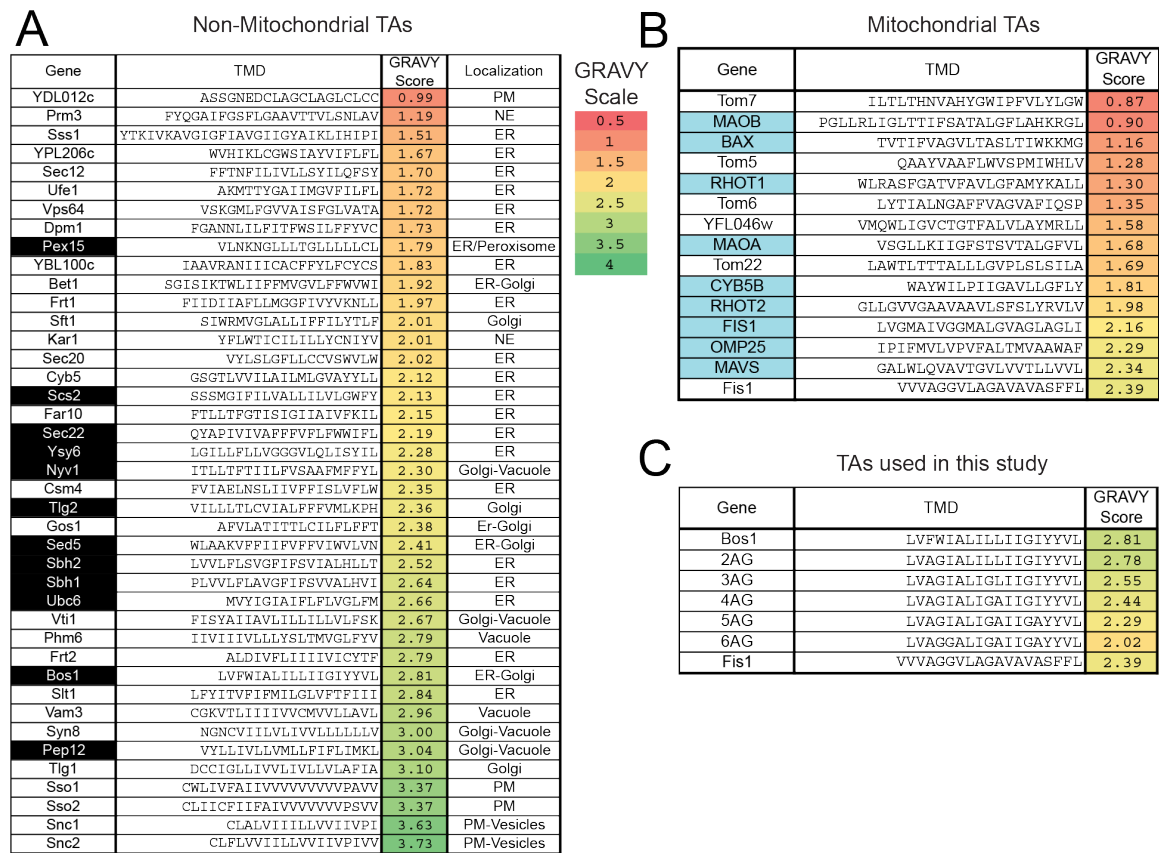 A
Non-Mitochondrial TAs
Gene TMD GRAVY Score Localization
YDL012c ASSGNEDCLAGCLAGLCLCC 0.99 PM
Prm3 FYQGAIFGSFLGAAVTTVLSNLAV 1.19 NE
Sss1 YTKIVKAVGIGFIAVGIIGYAIKLIHIPI 1.51 ER
YPL206c WVHIKLCGWSIAYVIFLFL 1.67 ER
Sec12 FFTNFILIVLLSYILQFSY 1.70 ER
Ufe1 AKMTTYGAIIMGVFILFL 1.72 ER
Vps64 VSKGMLFGVVAISFGLVATA 1.72 ER
Dpm1 FGANNLILFITFWSILFFYVC 1.73 ER
Pex15 VLNKNGLLLTGLLLLLCL 1.79 ER/Peroxisome
YBL100c IAAVRANIIICACFFYLFCYCS 1.83 ER
Bet1 SGISIKTWLIIFFMVGVLFFWVWI 1.92 ER-Golgi
Frt1 FIIDIIAFLLMGGFIVYVKNLL 1.97 ER
Sft1 SIWRMVGLALLIFFILYTLF 2.01 Golgi
Kar1 YFLWTICILILLYCNIYV 2.01 NE
Sec20 VYLSLGFLLCCVSWVLW 2.02 ER
Cyb5 GSGTLVVILAILMLGVAYYLL 2.12 ER
Scs2 SSSMGIFILVALLILVLGWFY 2.13 ER
Far10 FTLLTFGTISIGIIAIVFKIL 2.15 ER
Sec22 QYAPIVIVAFFFVFLFWWIFL 2.19 ER
Ysy6 LGILLFLLVGGGVLQLISYIL 2.28 ER
Nyv1 ITLLTFTIILFVSAAFMFFYL 2.30 Golgi-Vacuole
Csm4 FVIAELNSLIIVFFISLVFLW 2.35 ER
Tlg2 VILLLTLCVIALFFFVMLKPH 2.36 Golgi
Gos1 AFVLATITTLCILFLFFT 2.38 Er-Golgi
Sed5 WLAAKVFFIIFVFFVIWVLVN 2.41 ER-Golgi
Sbh2 LVVLFLSVGFIFSVIALHLLT 2.52 ER
Sbh1 PLVVLFLAVGFIFSVVALHVI 2.64 ER
Ubc6 MVYIGIAIFLFLVGLFM 2.66 ER
Vti1 FISYAIIAVLILLILLVLFSK 2.67 Golgi-Vacuole
Phm6 IIVIIIVLLLYSLTMVGLFYV 2.79 Vacuole
Frt2 ALDIVFLIIIIVICYTF 2.79 ER
Bos1 LVFWIALILLIIGIYYVL 2.81 ER-Golgi
Slt1 LFYITVFIFMILGLVFTFIII 2.84 ER
Vam3 CGKVTLIIIIVVCMVVLLAVL 2.96 Vacuole
Syn8 NGNCVIILVLIVVLLLLLLV 3.00 Golgi-Vacuole
Pep12 VYLLIVLLVMLLFIFLIMKL 3.04 Golgi-Vacuole
Tlg1 DCCIGLLIVVLIVLLVLAFIA 3.10 Golgi
Sso1 CWLIVFAIIVVVVVVVVVPAVV 3.37 PM
Sso2 CLIICFIIFAIVVVVVVVPSVV 3.37 PM
Snc1 CLALVIIILLVVIIVPI 3.63 PM-Vesicles
Snc2 CLFLVVIILLVVIIVPIVV 3.73 PM-Vesicles
GRAVY
Scale
0.5
1
1.5
2
2.5
3
3.5
4
B
Mitochondrial TAs
Gene TMD GRAVY Score
Tom7 ILTLTHNVAHYGWIPFVLYLGW 0.87
MAOB PGLLRLIGLTTIFSATALGFLAHKRGL 0.90
BAX TVTIFVAGVLTASLTIWKKMG 1.16
Tom5 QAAYVAAFLWVSPMIWHLV 1.28
RHOT1 WLRASFGATVFAVLGFAMYKALL 1.30
Tom6 LYTIALNGAFFVAGVAFIQSP 1.35
YFL046w VMQWLIGVCTGTFALVLAYMRLL 1.58
MAOA VSGLLKIIGFSTSVTALGFVL 1.68
Tom22 LAWTLTTTALLLGVPLSLSILA 1.69
CYB5B WAYWILPIIGAVLLGFLY 1.81
RHOT2 GLLGVVGAAVAAVLSFSLYRVLV 1.98
FIS1 LVGMAIVGGMALGVAGLAGLI 2.16
OMP25 IPIFMVLVPVFALTMVAAWAF 2.29
MAVS GALWLQVAVTGVLVVTLLVVL 2.34
Fis1 VVVAGGVLAGAVAVASFFL 2.39
C
TAs used in this study
Gene TMD GRAVY Score
Bos1 LVFWIALILLIIGIYYVL 2.81
2AG LVAGIALILLIIGIYYVL 2.78
3AG LVAGIALIGLIIGIYYVL 2.55
4AG LVAGIALIGAIIGIYYVL 2.44
5AG LVAGIALIGAIIGAYYVL 2.29
6AG LVAGGALIGAIIGAYYVL 2.02
Fis1 VVVAGGVLAGAVAVASFFL 2.39